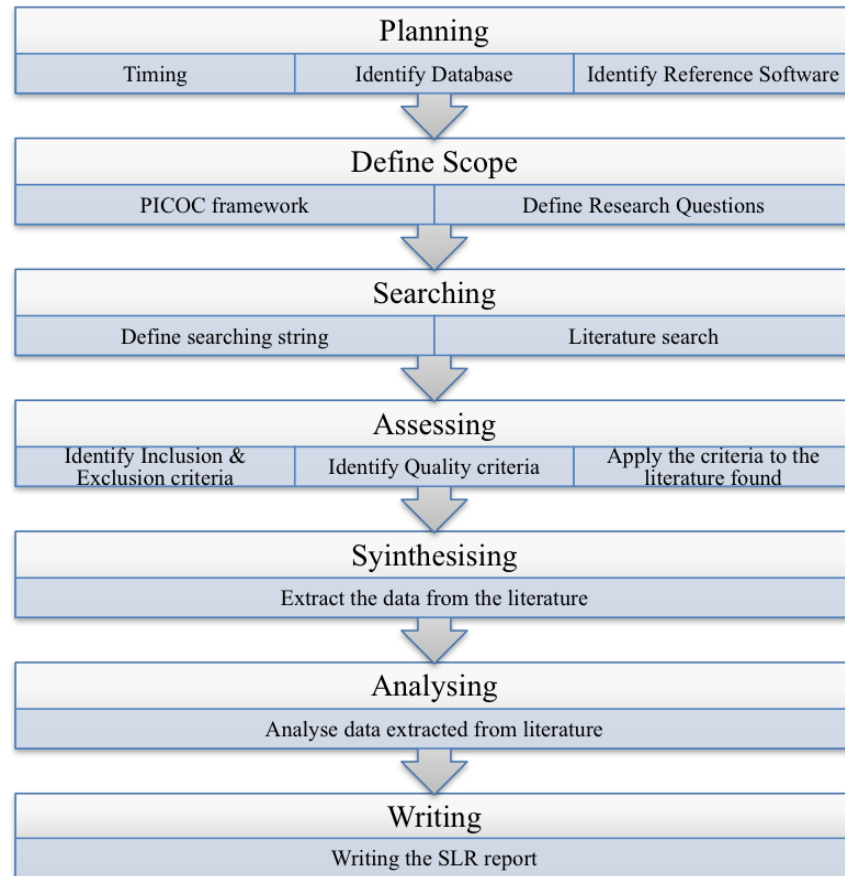 Planning
Timing
Identify Database
Identify Reference Software
Define Scope
PICOC framework
Define Research Questions
Searching
Define searching string
Literature search
Assessing
Identify Inclusion &
Exclusion criteria
Identify Quality criteria
Apply the criteria to the
literature found
Syinthesising
Extract the data from the literature
Analysing
Analyse data extracted from literature
Writing
Writing the SLR report